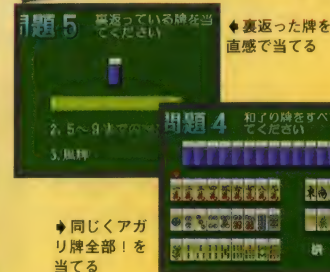 問題 5
裏返っている牌を当
てください
2. 5～9までの
3. 風牌
➧裏返った牌を
直感で当てる
問題 4
和了り牌をすべ
てください
➧同じくアガ
リ牌全部！を
当てる